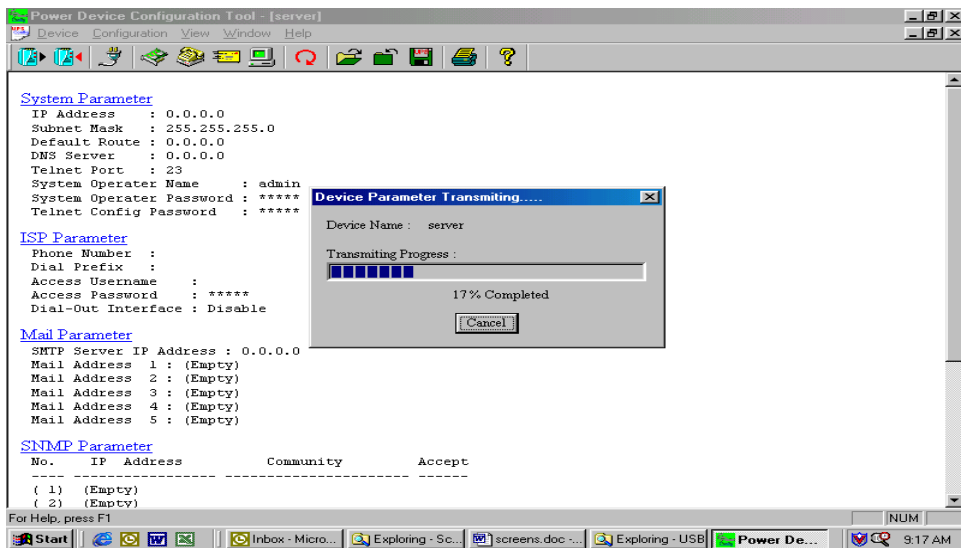 Power Device Configuration Tool - [server]
Device Configuration View Window Help
System Parameter
IP Address : 0.0.0.0
Subnet Mask : 255.255.255.0
Default Route : 0.0.0.0
DNS Server : 0.0.0.0
Telnet Port : 23
System Operater Name : admin
System Operater Password : *****
Telnet Config Password : *****
ISP Parameter
Phone Number :
Dial Prefix :
Access Username :
Access Password : *****
Dial-Out Interface : Disable
Mail Parameter
SMTP Server IP Address : 0.0.0.0
Mail Address 1 : (Empty)
Mail Address 2 : (Empty)
Mail Address 3 : (Empty)
Mail Address 4 : (Empty)
Mail Address 5 : (Empty)
SNMP Parameter
No. IP Address Community Accept
---- ---------------- ---------------------- ------
( 1) (Empty)
( 2) (Empty)
Device Parameter Transmiting.....
Device Name : server
Transmiting Progress :
17% Completed
Cancel
For Help, press F1
NUM
Start
Inbox - Micro...
Exploring - Sc...
screens.doc -...
Exploring - USB
Power De...
9:17 AM